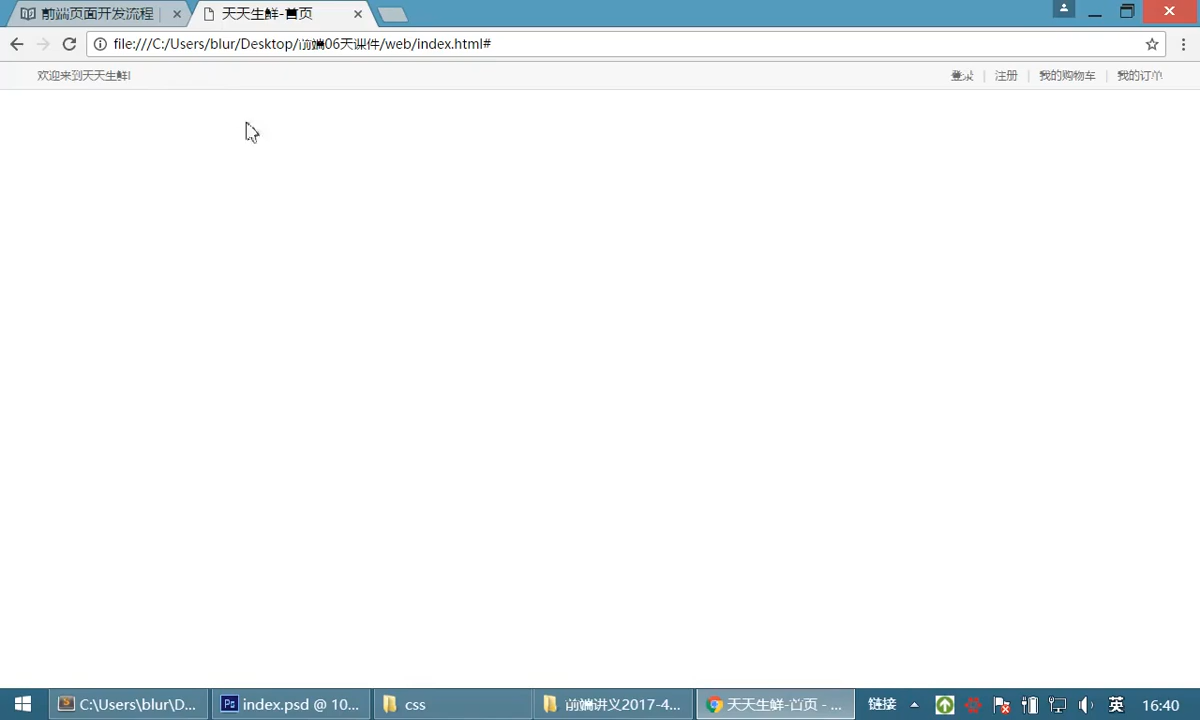 前端页面开发流程
天天生鲜-首页
file:///C:/Users/blur/Desktop/前端06天课件/web/index.html#
欢迎来到天天生鲜!
登录 | 注册 | 我的购物车 | 我的订单
C:\Users\blur\D...
index.psd @ 10...
css
前端讲义2017-4...
天天生鲜-首页 - ...
链接
英
16:40